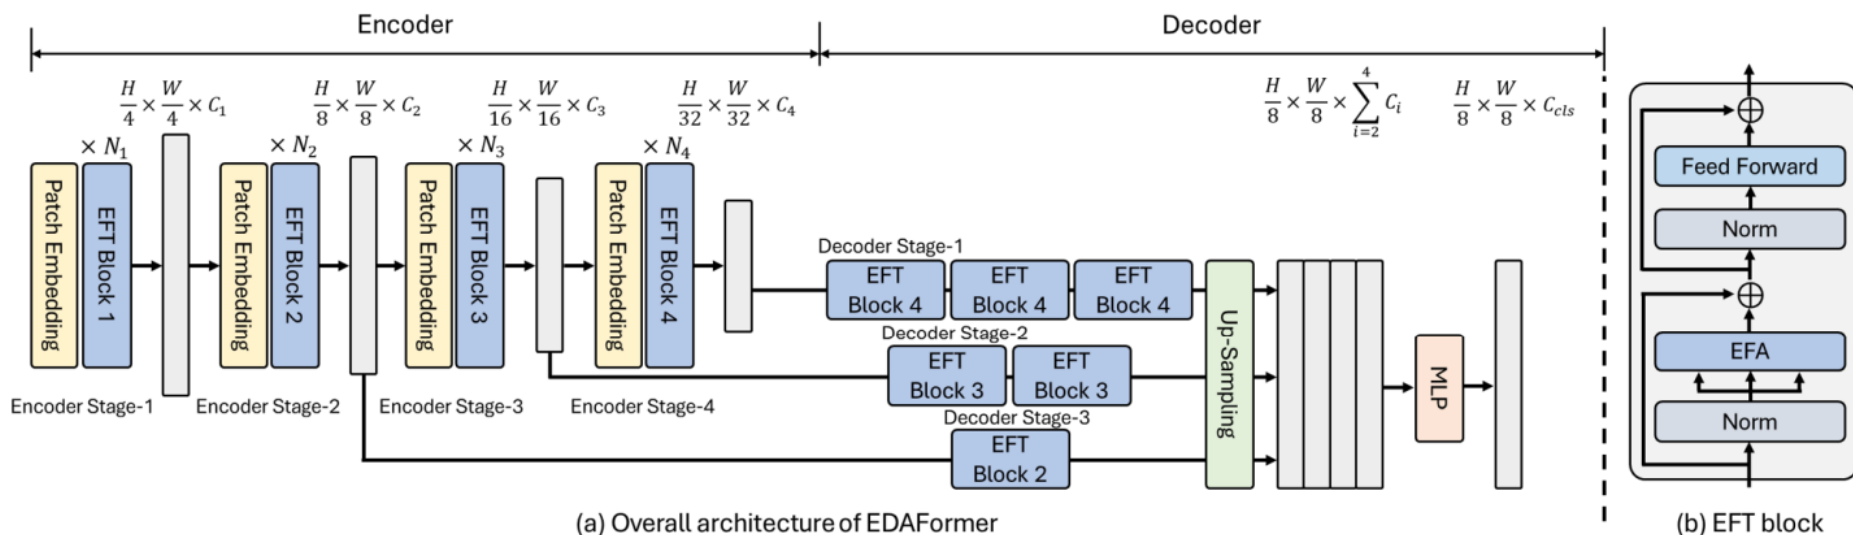 Encoder
Decoder
H/4 × W/4 × C₁
H/8 × W/8 × C₂
H/16 × W/16 × C₃
H/32 × W/32 × C₄
H/8 × W/8 × ∑_{i=2}^{4} Cᵢ
H/8 × W/8 × C_{cls}
× N₁
× N₂
× N₃
× N₄
Patch Embedding
EFT Block 1
Patch Embedding
EFT Block 2
Patch Embedding
EFT Block 3
Patch Embedding
EFT Block 4
Encoder Stage-1
Encoder Stage-2
Encoder Stage-3
Encoder Stage-4
Decoder Stage-1
EFT
Block 4
EFT
Block 4
EFT
Block 4
Decoder Stage-2
EFT
Block 3
EFT
Block 3
Decoder Stage-3
EFT
Block 2
Up-Sampling
MLP
(a) Overall architecture of EDAFormer
Feed Forward
Norm
EFA
Norm
(b) EFT block